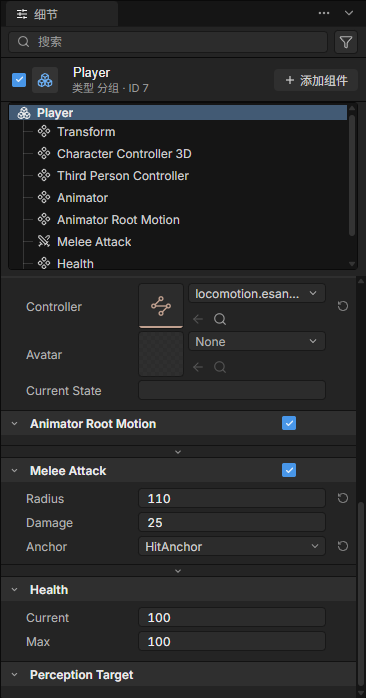 细节
搜索
Player
类型 分组 · ID 7
+ 添加组件
Player
Transform
Character Controller 3D
Third Person Controller
Animator
Animator Root Motion
Melee Attack
Health
Controller
locomotion.esan...
Avatar
None
Current State
Animator Root Motion
Melee Attack
Radius 110
Damage 25
Anchor HitAnchor
Health
Current 100
Max 100
Perception Target